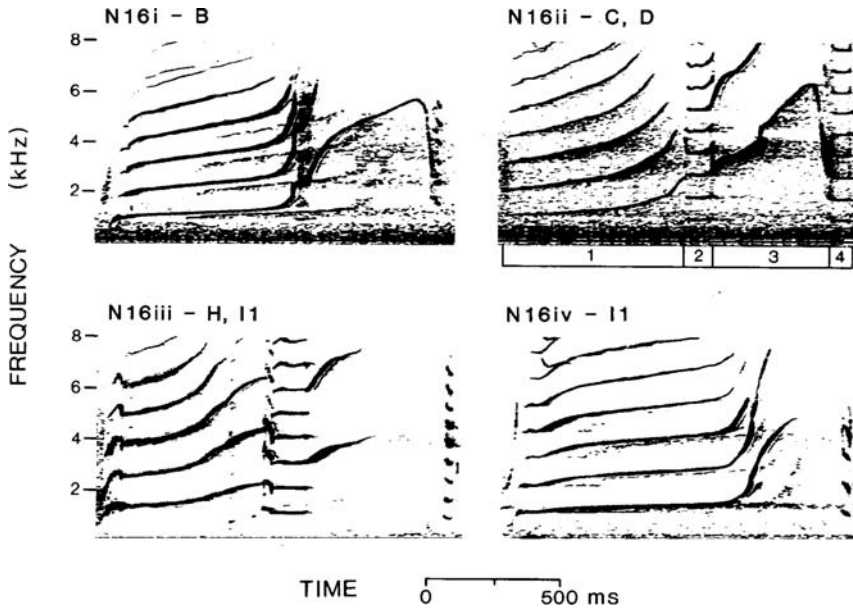 N16i – B
N16ii – C, D
8
6
4
2
1 2 3 4
N16iii – H, I1
N16iv – I1
8
6
4
2
FREQUENCY (kHz)
TIME 0 500 ms